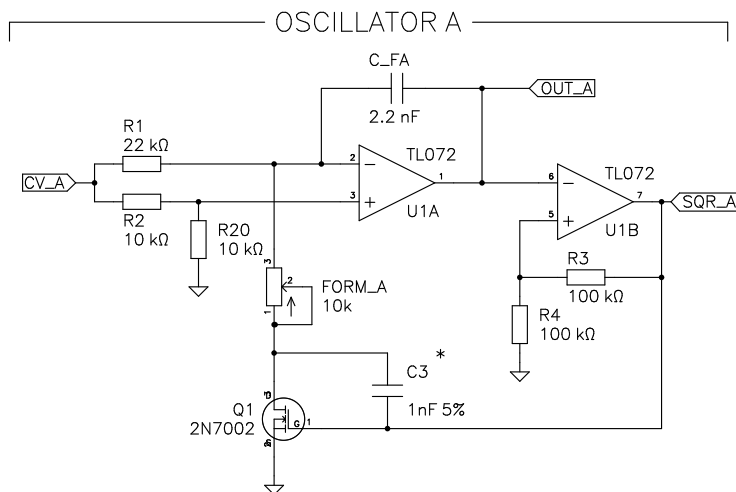 OSCILLATOR A
C_FA
2.2 nF
OUT_A
R1
22 kΩ
CV_A
R2
10 kΩ
R20
10 kΩ
2
3
1
TL072
U1A
TL072
6
5
7
U1B
SQR_A
R3
100 kΩ
R4
100 kΩ
3
2
1
FORM_A
10k
*
C3
1nF 5%
Q1
2N7002
G
1